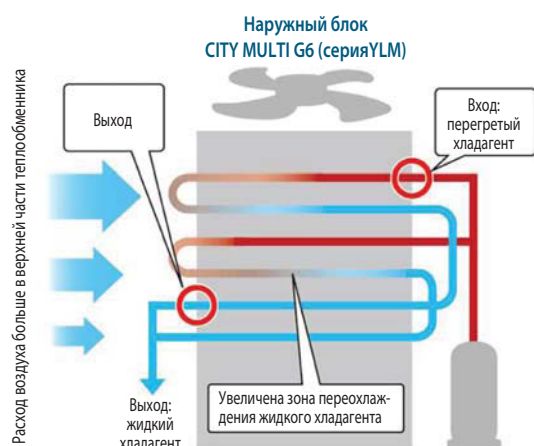 Наружный блок
CITY MULTI G6 (серияYLM)
Расход воздуха больше в верхней части теплообменника
Выход
Вход:
перегретый
хладагент
Выход:
жидкий
хладагент
Увеличена зона переохлаж-
дения жидкого хладагента